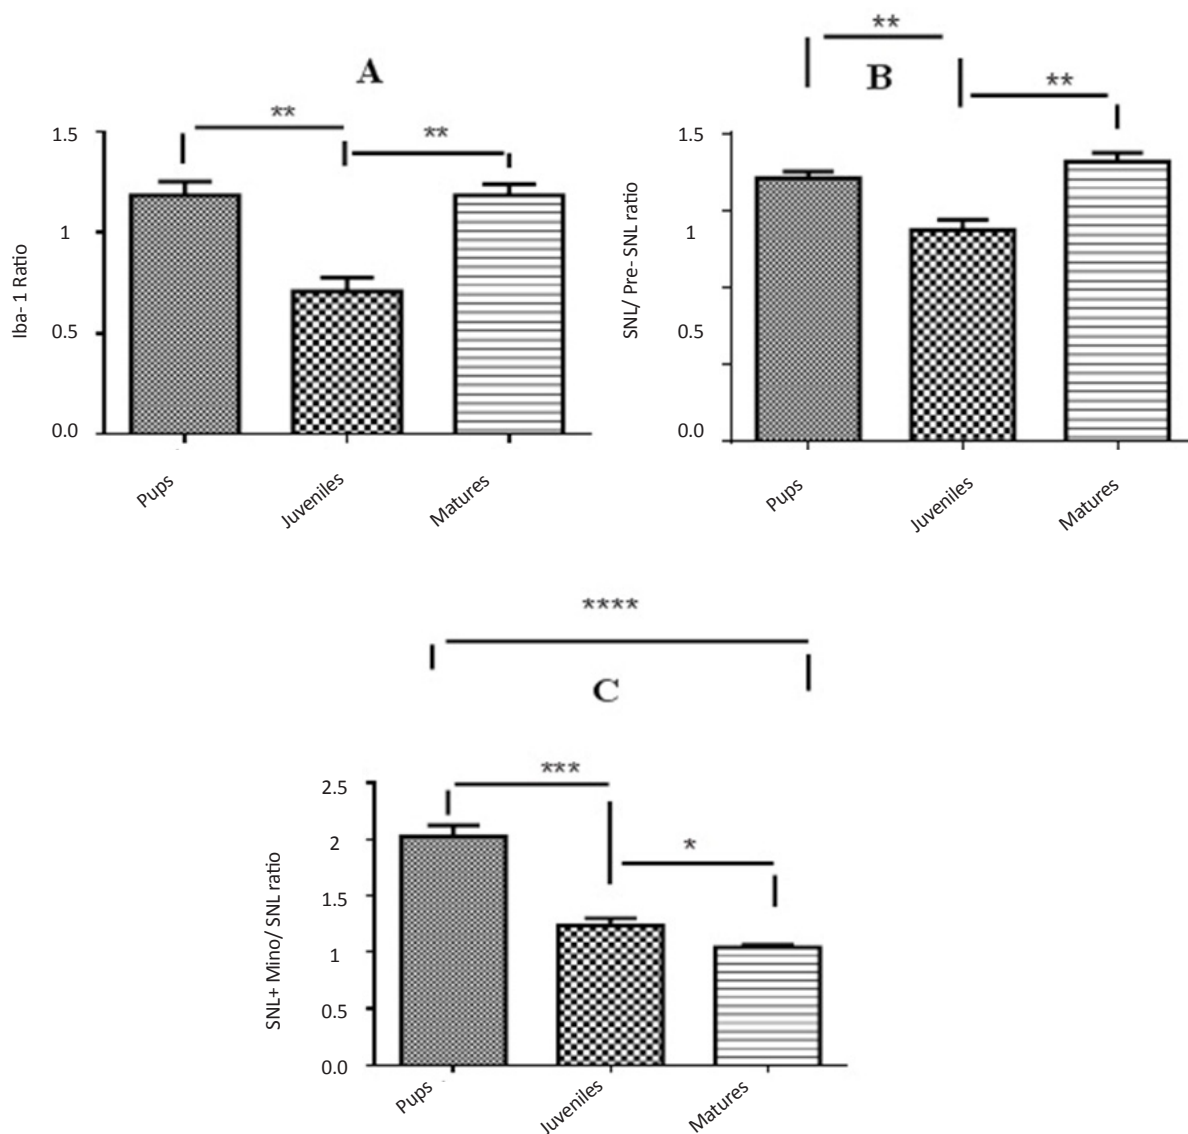 A
**
**
1.5
1
0.5
0.0
Iba- 1 Ratio
Pups
Juveniles
Matures
**
B
**
1.5
1
0.5
0.0
SNL/ Pre- SNL ratio
Pups
Juveniles
Matures
****
C
***
*
2.5
2
1.5
1
0.5
0.0
SNL+ Mino/ SNL ratio
Pups
Juveniles
Matures